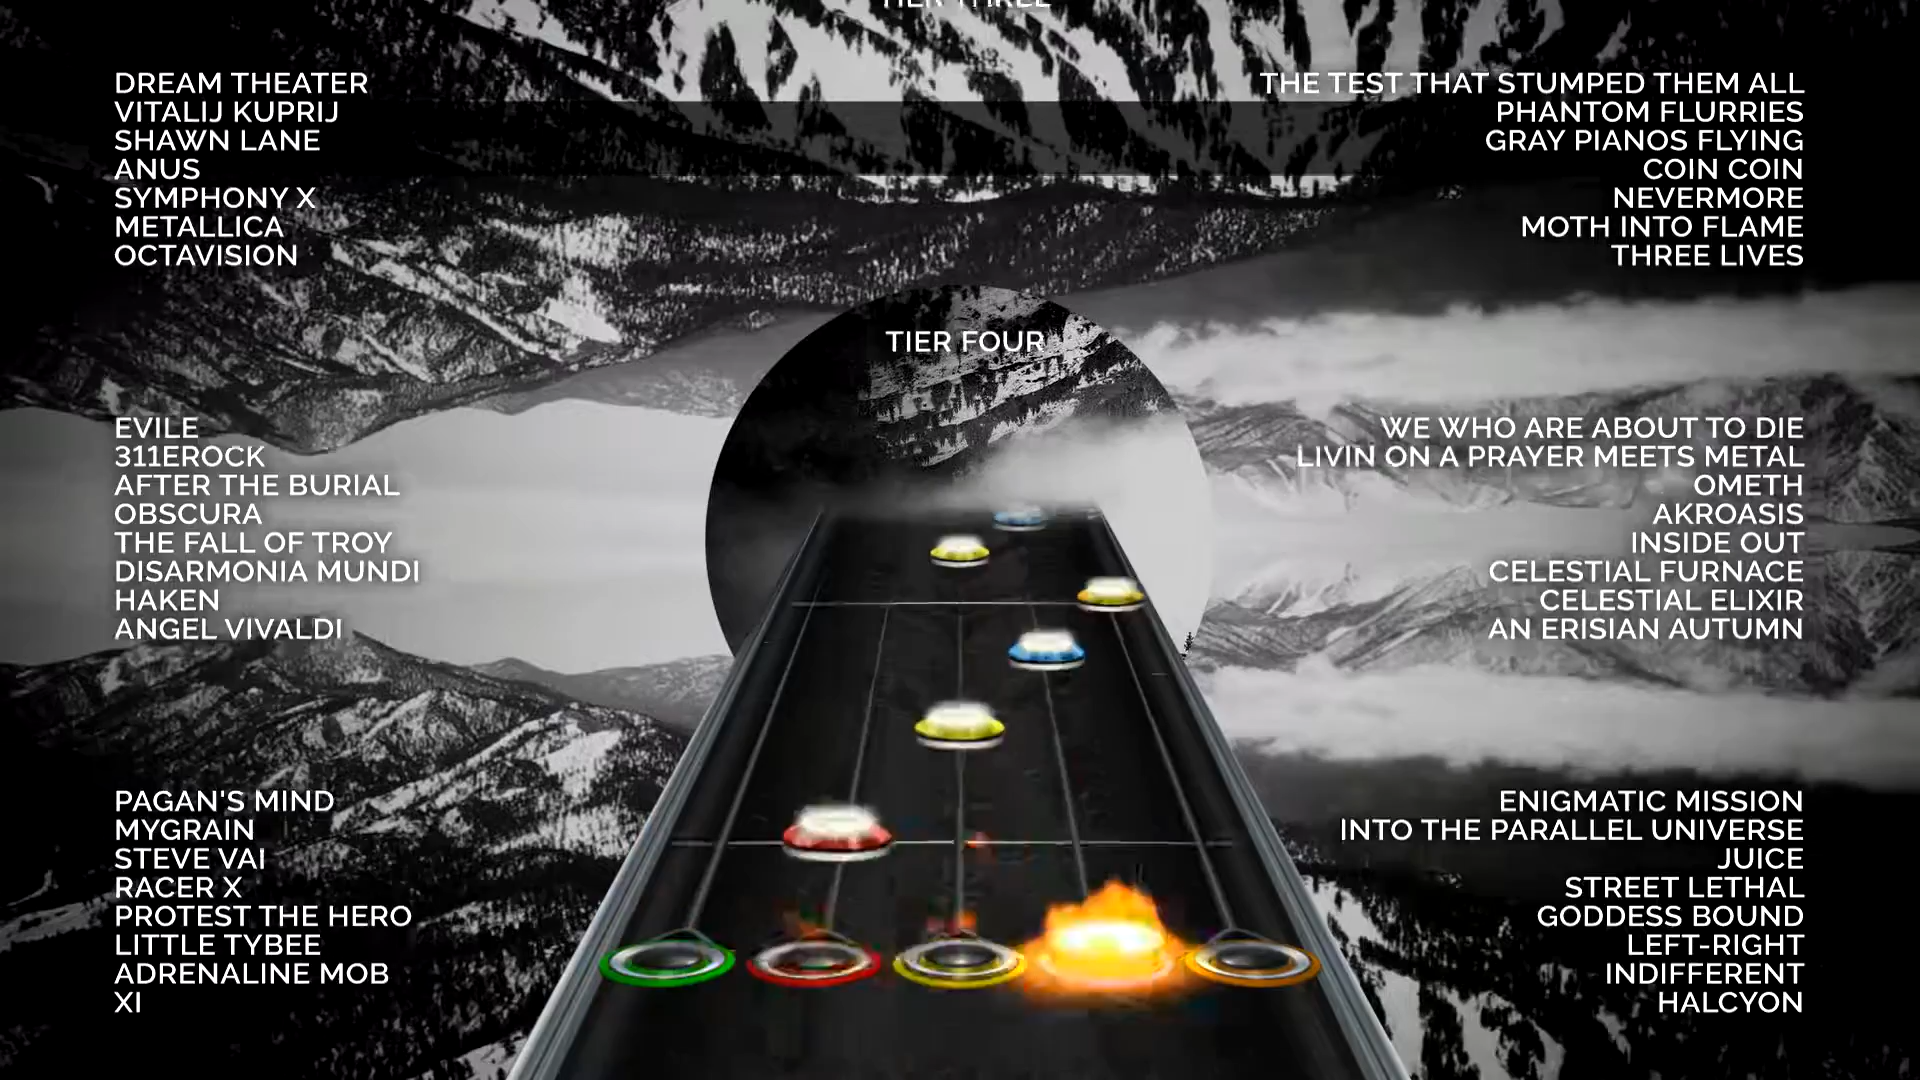 TIER THREE
DREAM THEATER THE TEST THAT STUMPED THEM ALL
VITALIJ KUPRIJ PHANTOM FLURRIES
SHAWN LANE GRAY PIANOS FLYING
ANUS COIN COIN
SYMPHONY X NEVERMORE
METALLICA MOTH INTO FLAME
OCTAVISION THREE LIVES
TIER FOUR
EVILE WE WHO ARE ABOUT TO DIE
311EROCK LIVIN ON A PRAYER MEETS METAL
AFTER THE BURIAL OMETH
OBSCURA AKROASIS
THE FALL OF TROY INSIDE OUT
DISARMONIA MUNDI CELESTIAL FURNACE
HAKEN CELESTIAL ELIXIR
ANGEL VIVALDI AN ERISIAN AUTUMN
PAGAN'S MIND ENIGMATIC MISSION
MYGRAIN INTO THE PARALLEL UNIVERSE
STEVE VAI JUICE
RACER X STREET LETHAL
PROTEST THE HERO GODDESS BOUND
LITTLE TYBEE LEFT-RIGHT
ADRENALINE MOB INDIFFERENT
XI HALCYON